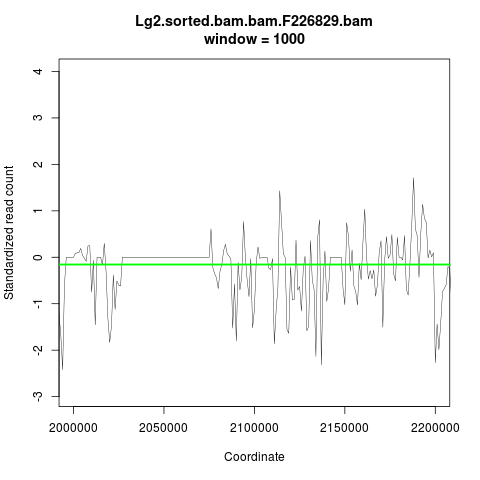 Lg2.sorted.bam.bam.F226829.bam
window = 1000
Standardized read count
4
3
2
1
0
-1
-2
-3
2000000 2050000 2100000 2150000 2200000
Coordinate